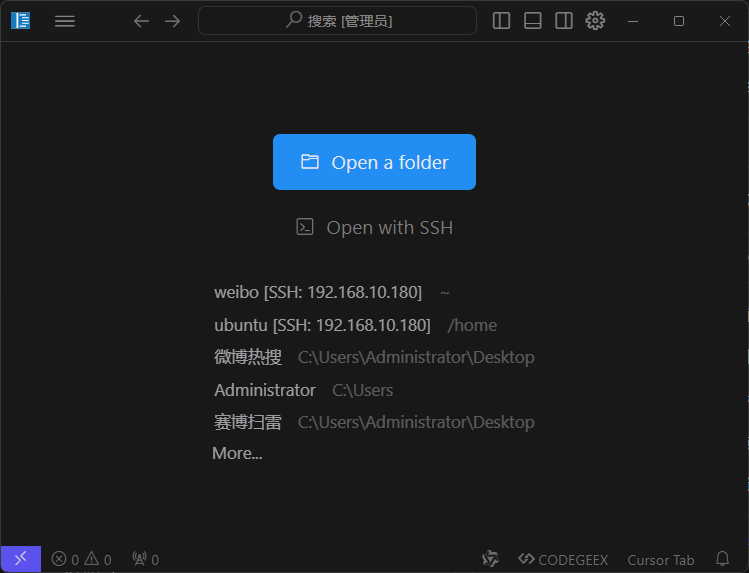 搜索 [管理员]
Open a folder
Open with SSH
weibo [SSH: 192.168.10.180] ~
ubuntu [SSH: 192.168.10.180] /home
微博热搜 C:\Users\Administrator\Desktop
Administrator C:\Users
赛博扫雷 C:\Users\Administrator\Desktop
More...
0 0 0 CODEGEEX Cursor Tab